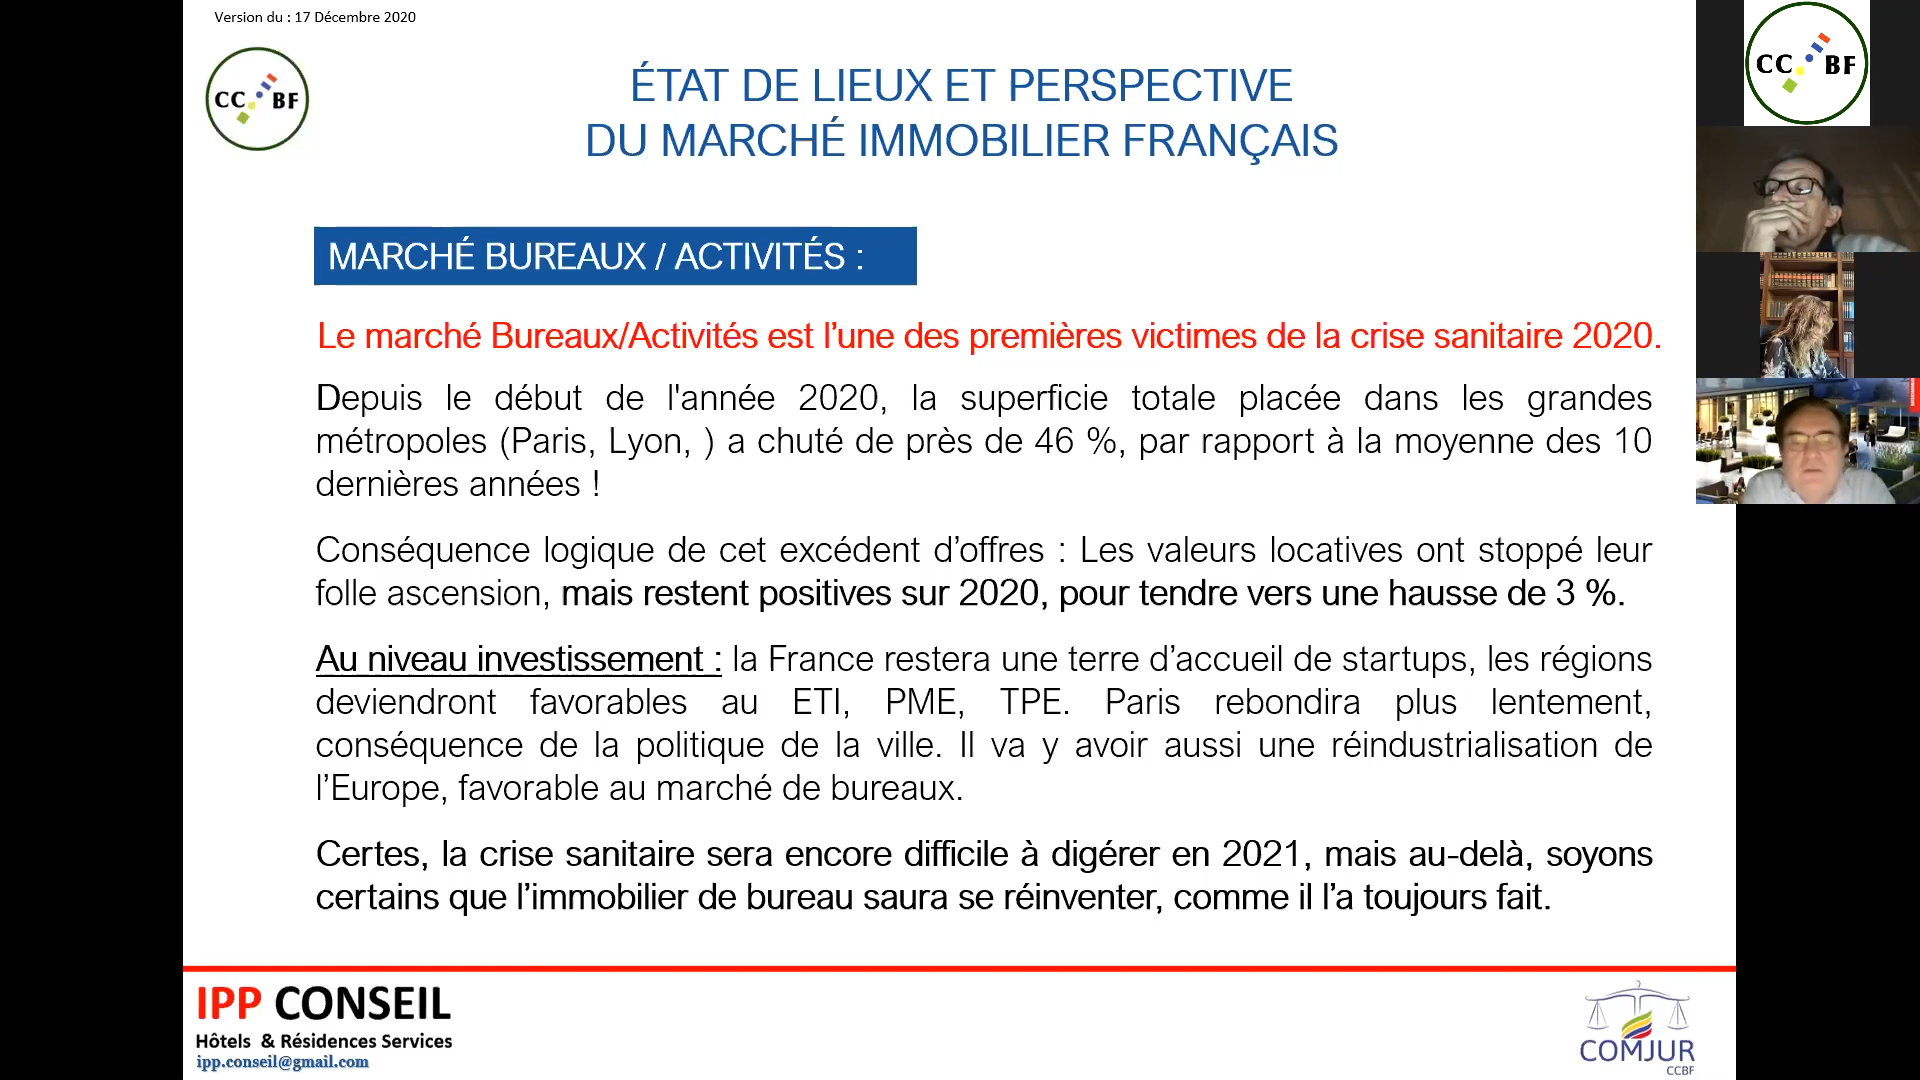 Version du : 17 Décembre 2020
CC BF
ÉTAT DE LIEUX ET PERSPECTIVE
DU MARCHÉ IMMOBILIER FRANÇAIS
CC BF
MARCHÉ BUREAUX / ACTIVITÉS :
Le marché Bureaux/Activités est l’une des premières victimes de la crise sanitaire 2020.
Depuis le début de l'année 2020, la superficie totale placée dans les grandes
métropoles (Paris, Lyon, ) a chuté de près de 46 %, par rapport à la moyenne des 10
dernières années !
Conséquence logique de cet excédent d’offres : Les valeurs locatives ont stoppé leur
folle ascension, mais restent positives sur 2020, pour tendre vers une hausse de 3 %.
Au niveau investissement : la France restera une terre d’accueil de startups, les régions
deviendront favorables au ETI, PME, TPE. Paris rebondira plus lentement,
conséquence de la politique de la ville. Il va y avoir aussi une réindustrialisation de
l’Europe, favorable au marché de bureaux.
Certes, la crise sanitaire sera encore difficile à digérer en 2021, mais au-delà, soyons
certains que l’immobilier de bureau saura se réinventer, comme il l’a toujours fait.
IPP CONSEIL
Hôtels & Résidences Services
ipp.conseil@gmail.com
COMJUR
CCBF